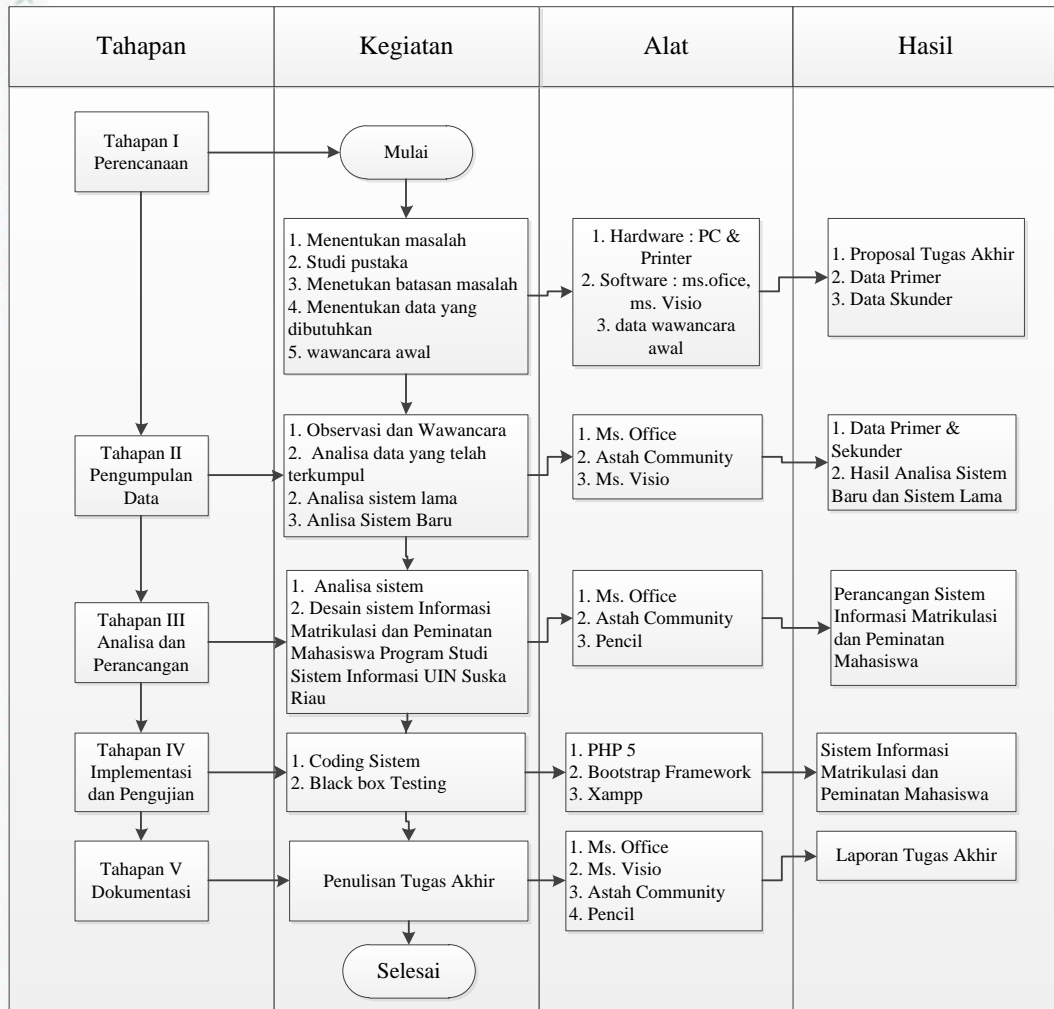 Tahapan
Kegiatan
Alat
Hasil
Tahapan I
Perencanaan
Mulai
1. Menentukan masalah
2. Studi pustaka
3. Menetukan batasan masalah
4. Menentukan data yang
dibutuhkan
5. wawancara awal
1. Hardware : PC &
Printer
2. Software : ms.ofice,
ms. Visio
3. data wawancara
awal
1. Proposal Tugas Akhir
2. Data Primer
3. Data Skunder
Tahapan II
Pengumpulan
Data
1. Observasi dan Wawancara
2. Analisa data yang telah
terkumpul
2. Analisa sistem lama
3. Anlisa Sistem Baru
1. Ms. Office
2. Astah Community
3. Ms. Visio
1. Data Primer &
Sekunder
2. Hasil Analisa Sistem
Baru dan Sistem Lama
Tahapan III
Analisa dan
Perancangan
1. Analisa sistem
2. Desain sistem Informasi
Matrikulasi dan Peminatan
Mahasiswa Program Studi
Sistem Informasi UIN Suska
Riau
1. Ms. Office
2. Astah Community
3. Pencil
Perancangan Sistem
Informasi Matrikulasi
dan Peminatan
Mahasiswa
Tahapan IV
Implementasi
dan Pengujian
1. Coding Sistem
2. Black box Testing
1. PHP 5
2. Bootstrap Framework
3. Xampp
Sistem Informasi
Matrikulasi dan
Peminatan Mahasiswa
Tahapan V
Dokumentasi
Penulisan Tugas Akhir
1. Ms. Office
2. Ms. Visio
3. Astah Community
4. Pencil
Laporan Tugas Akhir
Selesai